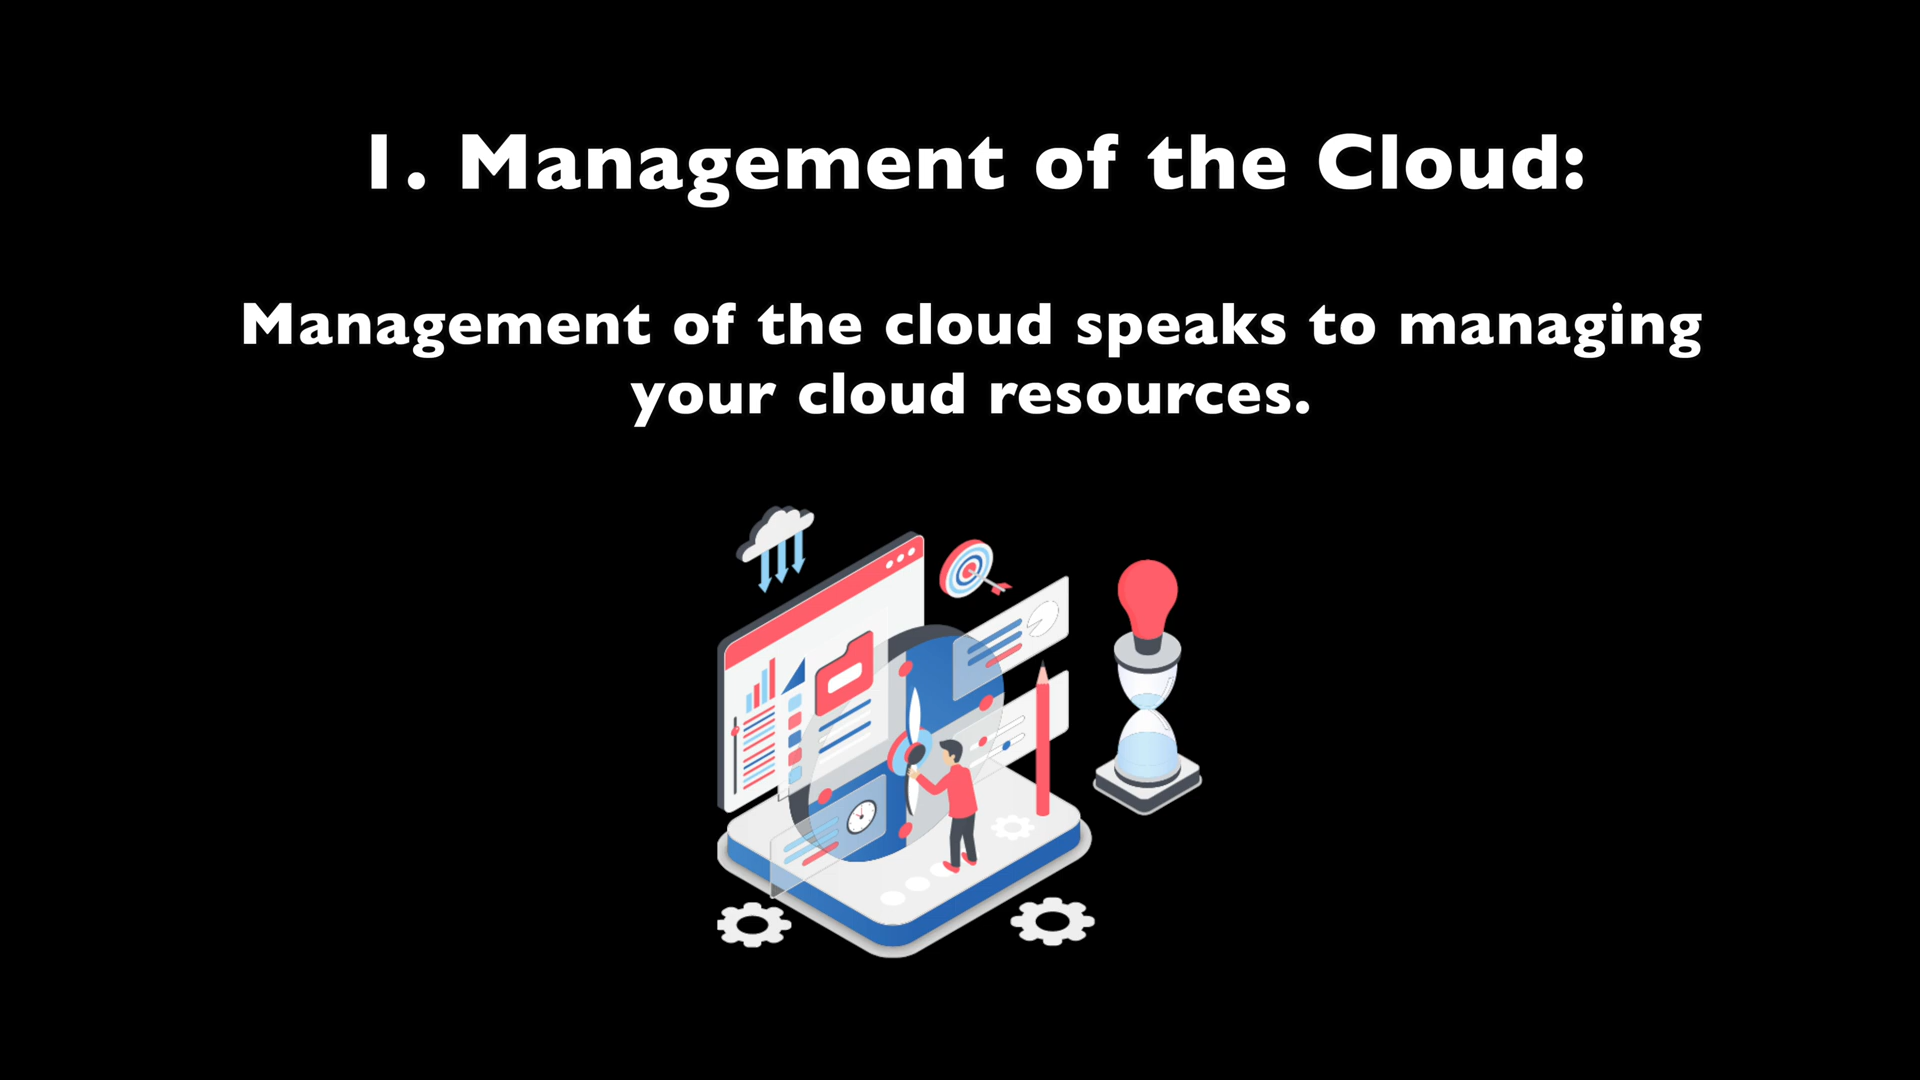 1. Management of the Cloud:
Management of the cloud speaks to managing
your cloud resources.